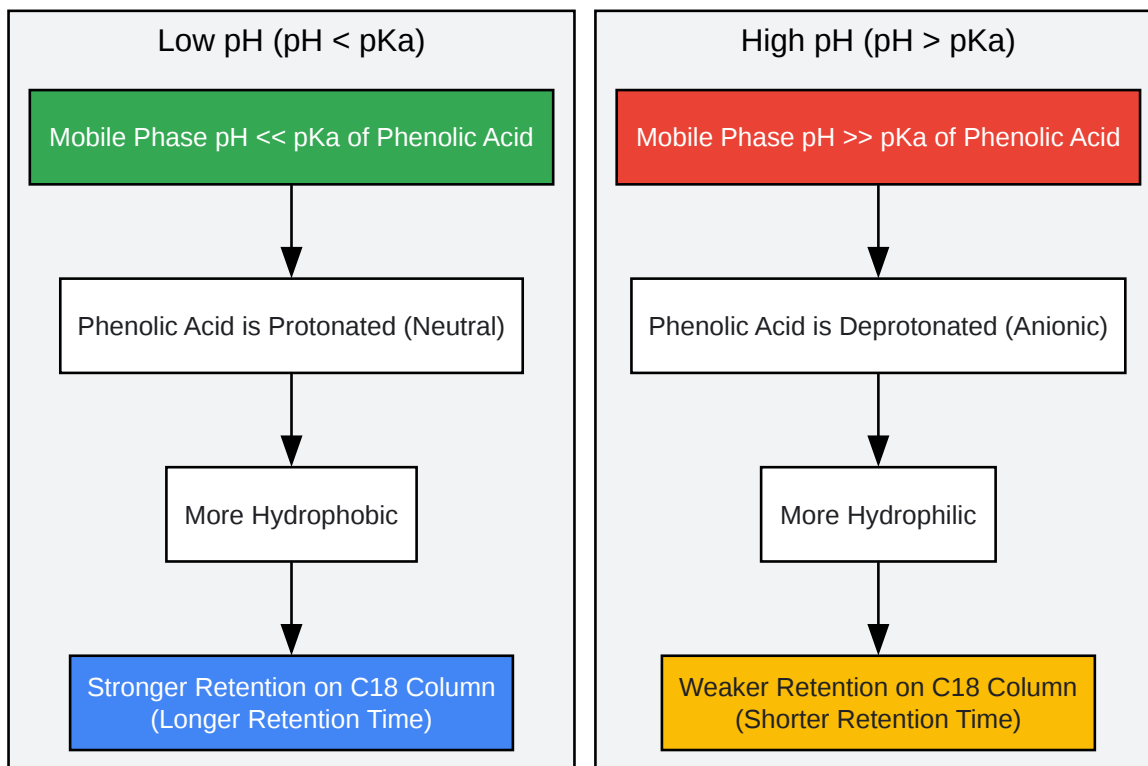 Low pH (pH < pKa)
Mobile Phase pH << pKa of Phenolic Acid
Phenolic Acid is Protonated (Neutral)
More Hydrophobic
Stronger Retention on C18 Column
(Longer Retention Time)
High pH (pH > pKa)
Mobile Phase pH >> pKa of Phenolic Acid
Phenolic Acid is Deprotonated (Anionic)
More Hydrophilic
Weaker Retention on C18 Column
(Shorter Retention Time)